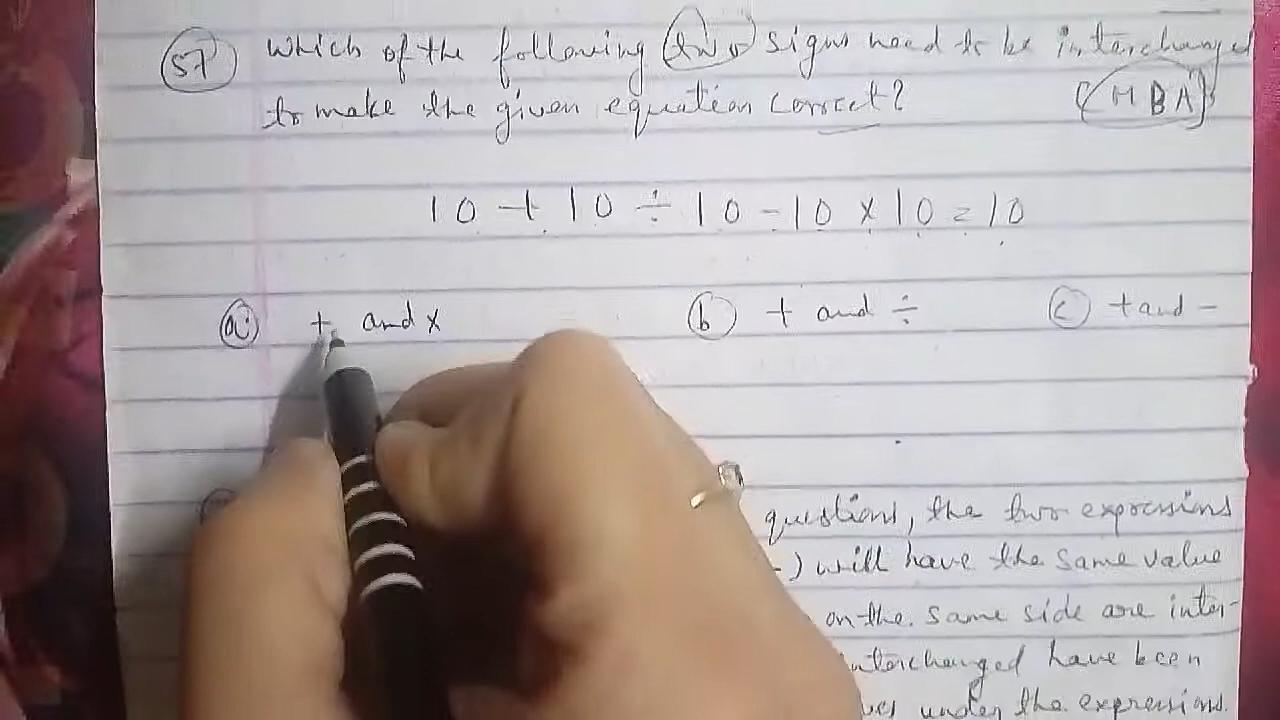 57 Which of the following two signs need to be interchanged
to make the given equation correct? (MBA)
10 + 10 ÷ 10 - 10 × 10 = 10
(a) + and × (b) + and ÷ (c) + and -
questions, the two expressions
-) will have the same value
on the same side are inter-
interchanged have been
under the expressions.